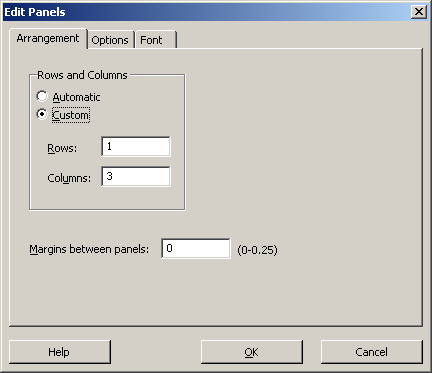 Edit Panels
Arrangement Options Font
Rows and Columns
Automatic
Custom
Rows: 1
Columns: 3
Margins between panels: 0 (0-0.25)
Help OK Cancel